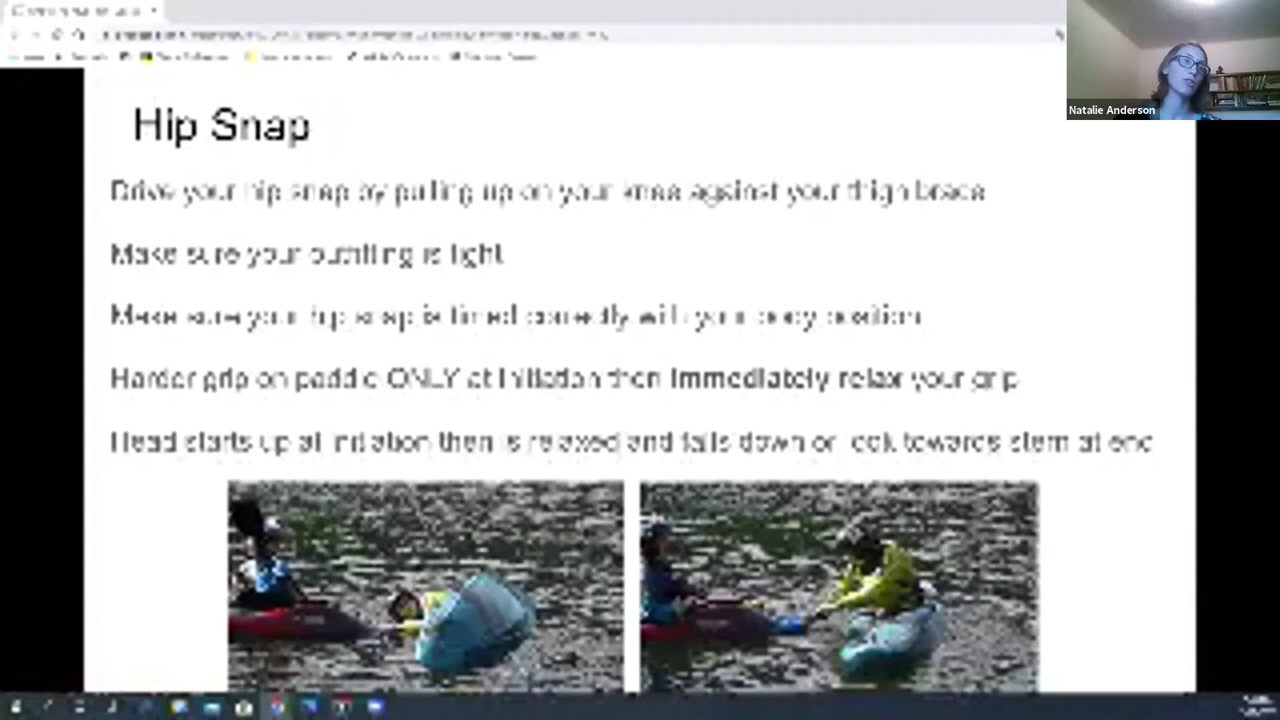 Natalie Anderson
Hip Snap
Drive your hip snap by pulling up on your knee against your thigh brace
Make sure your outfitting is tight
Make sure your hip snap is timed correctly with your body position
Harder grip on paddle ONLY at initiation then immediately relax your grip
Head starts up at initiation then is relaxed and falls down or look towards stern at end